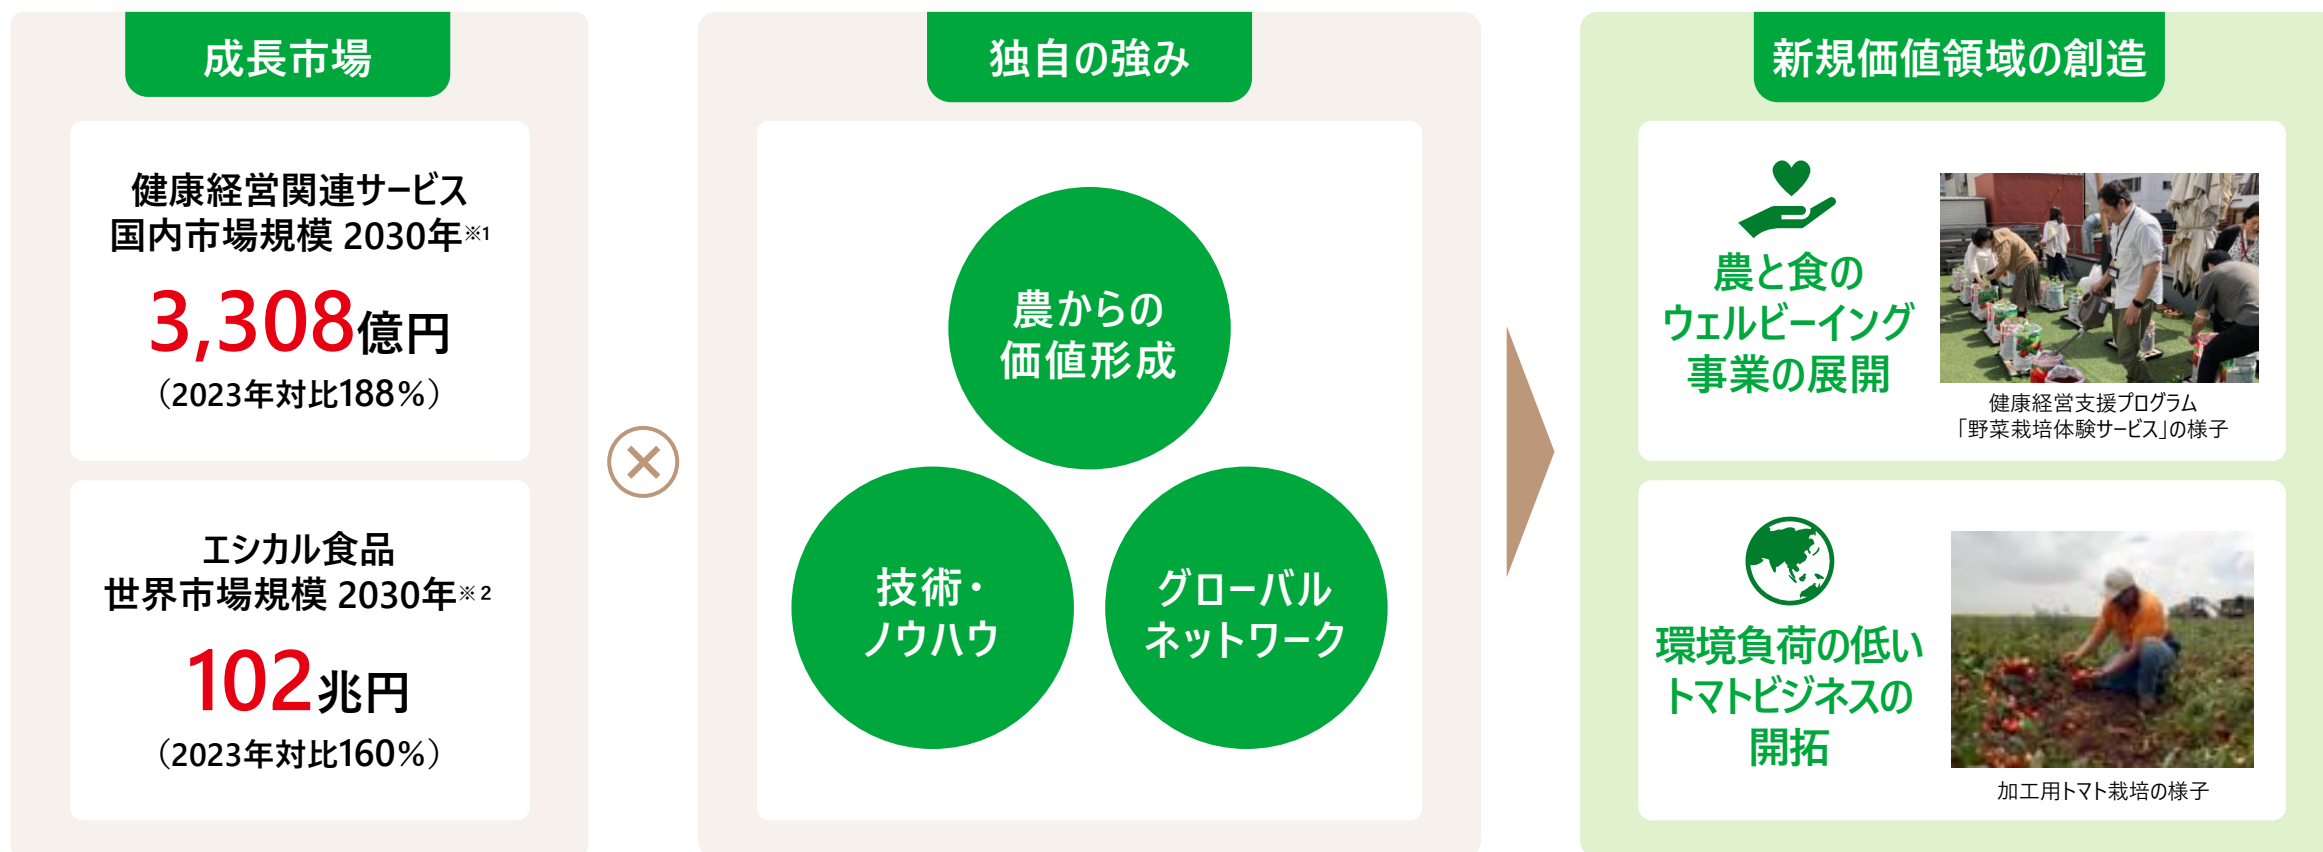 成長市場
健康経営関連サービス
国内市場規模 2030年※1
3,308億円
（2023年対比188%）
エシカル食品
世界市場規模 2030年※2
102兆円
（2023年対比160%）
独自の強み
農からの
価値形成
技術・
ノウハウ
グローバル
ネットワーク
新規価値領域の創造
農と食の
ウェルビーイング
事業の展開
健康経営支援プログラム
「野菜栽培体験サービス」の様子
環境負荷の低い
トマトビジネスの
開拓
加工用トマト栽培の様子